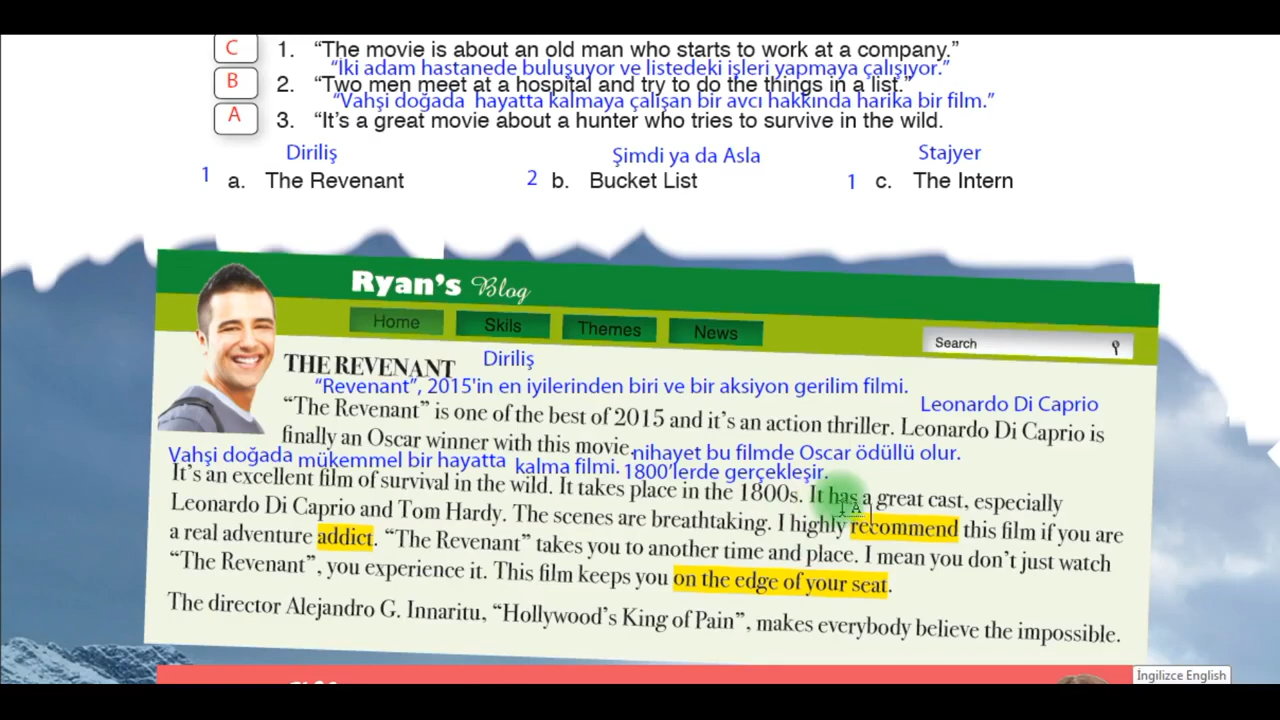 C 1. “The movie is about an old man who starts to work at a company.”
“İki adam hastanede buluşuyor ve listedeki işleri yapmaya çalışıyor.”
B 2. “Two men meet at a hospital and try to do the things in a list.”
“Vahşi doğada hayatta kalmaya çalışan bir avcı hakkında harika bir film.”
A 3. “It’s a great movie about a hunter who tries to survive in the wild.
Diriliş Şimdi ya da Asla Stajyer
1 a. The Revenant 2 b. Bucket List 1 c. The Intern
Ryan’s Blog
Home Skils Themes News Search
THE REVENANT Diriliş
“Revenant”, 2015'in en iyilerinden biri ve bir aksiyon gerilim filmi.
Leonardo Di Caprio
“The Revenant” is one of the best of 2015 and it’s an action thriller. Leonardo Di Caprio is
finally an Oscar winner with this movie. nihayet bu filmde Oscar ödüllü olur.
Vahşi doğada mükemmel bir hayatta kalma filmi. 1800’lerde gerçekleşir.
It’s an excellent film of survival in the wild. It takes place in the 1800s. It has a great cast, especially
Leonardo Di Caprio and Tom Hardy. The scenes are breathtaking. I highly recommend this film if you are
a real adventure addict. “The Revenant” takes you to another time and place. I mean you don’t just watch
“The Revenant”, you experience it. This film keeps you on the edge of your seat.
The director Alejandro G. Innaritu, “Hollywood’s King of Pain”, makes everybody believe the impossible.
İngilizce English